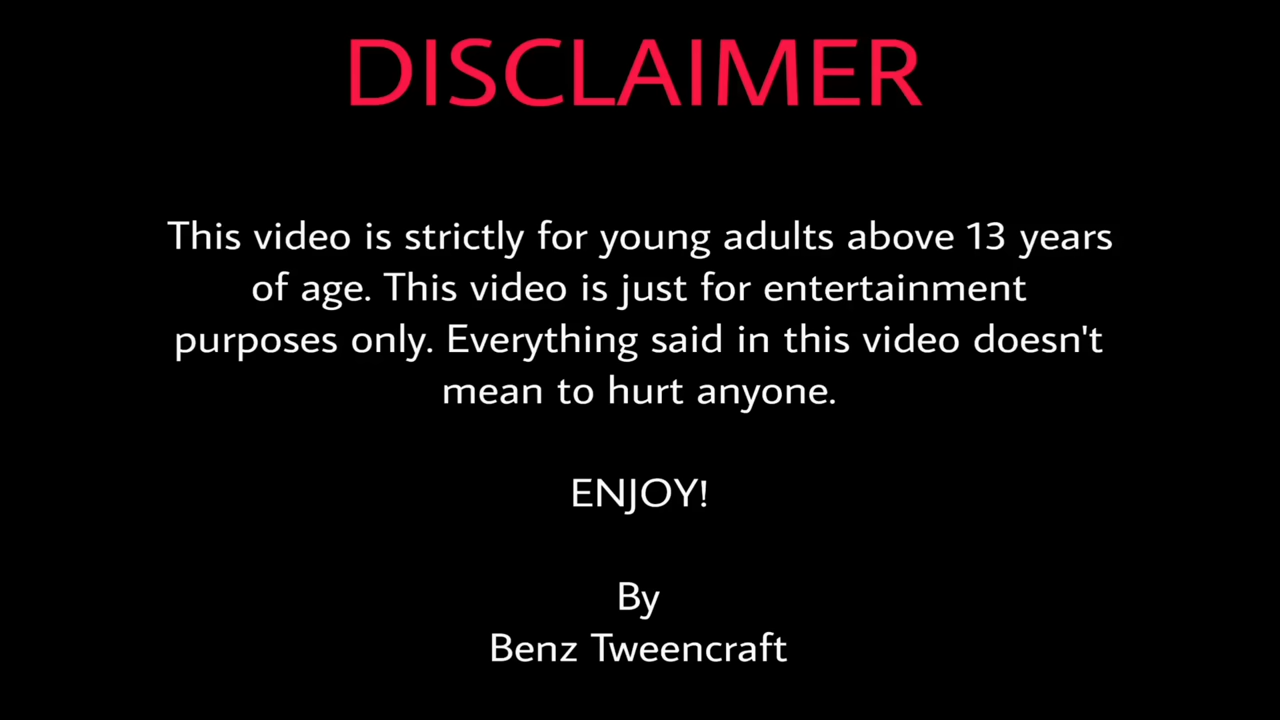 DISCLAIMER
This video is strictly for young adults above 13 years
of age. This video is just for entertainment
purposes only. Everything said in this video doesn't
mean to hurt anyone.
ENJOY!
By
Benz Tweencraft